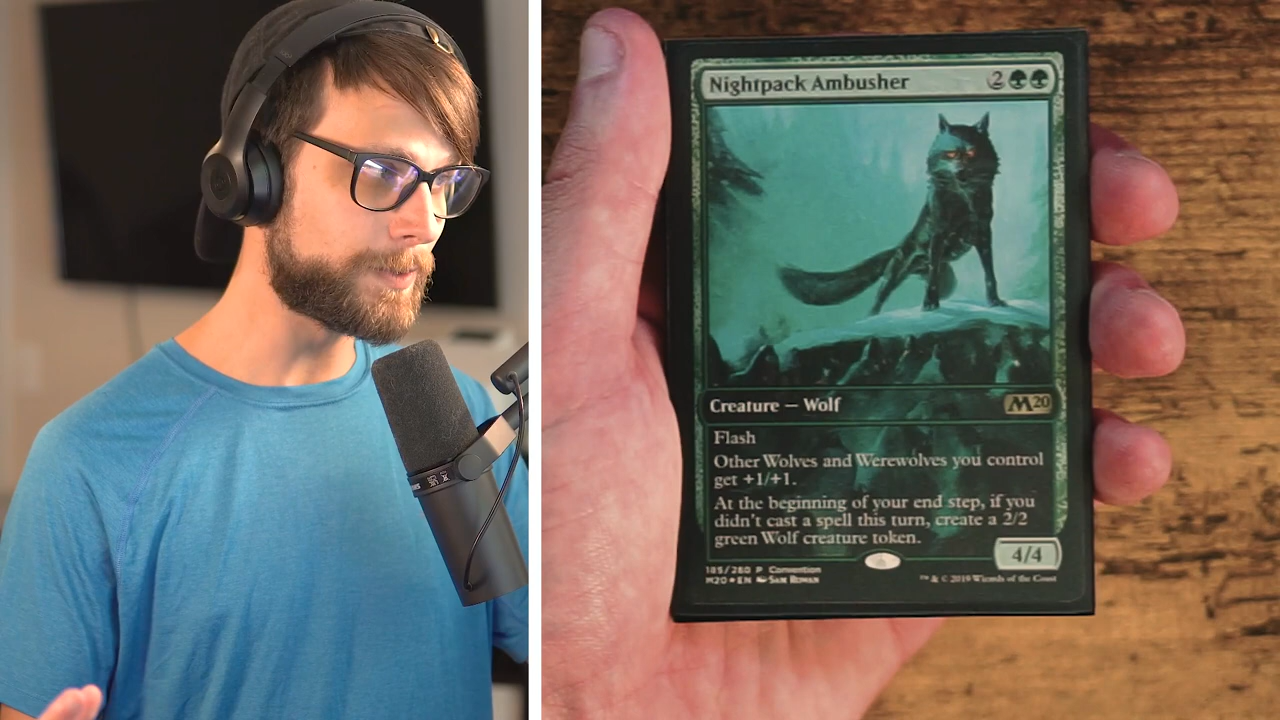 Nightpack Ambusher 2
Creature — Wolf M20
Flash
Other Wolves and Werewolves you control
get +1/+1.
At the beginning of your end step, if you
didn't cast a spell this turn, create a 2/2
green Wolf creature token.
4/4
185/280 P Convention
M20 • EN Sam Rowan
™ & © 2019 Wizards of the Coast